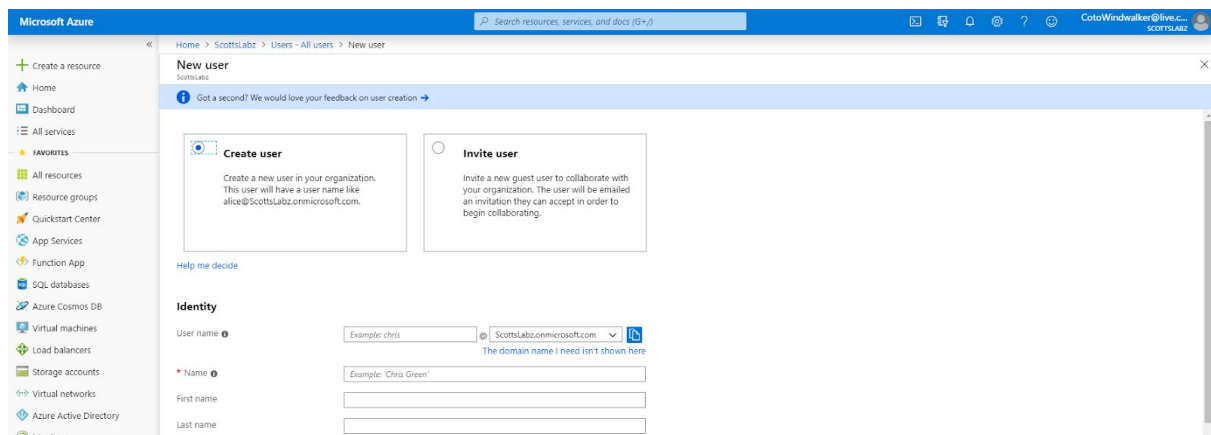 Microsoft Azure
Search resources, services, and docs (G+/)
CotoWindwalker@live.c...
SCOTTSLABZ
Home > ScottsLabz > Users - All users > New user
New user
ScottsLabz
Got a second? We would love your feedback on user creation →
Create a resource
Home
Dashboard
All services
FAVORITES
All resources
Resource groups
Quickstart Center
App Services
Function App
SQL databases
Azure Cosmos DB
Virtual machines
Load balancers
Storage accounts
Virtual networks
Azure Active Directory
Create user
Create a new user in your organization.
This user will have a user name like
alice@ScottsLabz.onmicrosoft.com.
Invite user
Invite a new guest user to collaborate with
your organization. The user will be emailed
an invitation they can accept in order to
begin collaborating.
Help me decide
Identity
User name
Example: chris
@
ScottsLabz.onmicrosoft.com
The domain name I need isn't shown here
* Name
Example: 'Chris Green'
First name
Last name